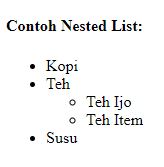 Contoh Nested List:
Kopi
Teh
Teh Ijo
Teh Item
Susu